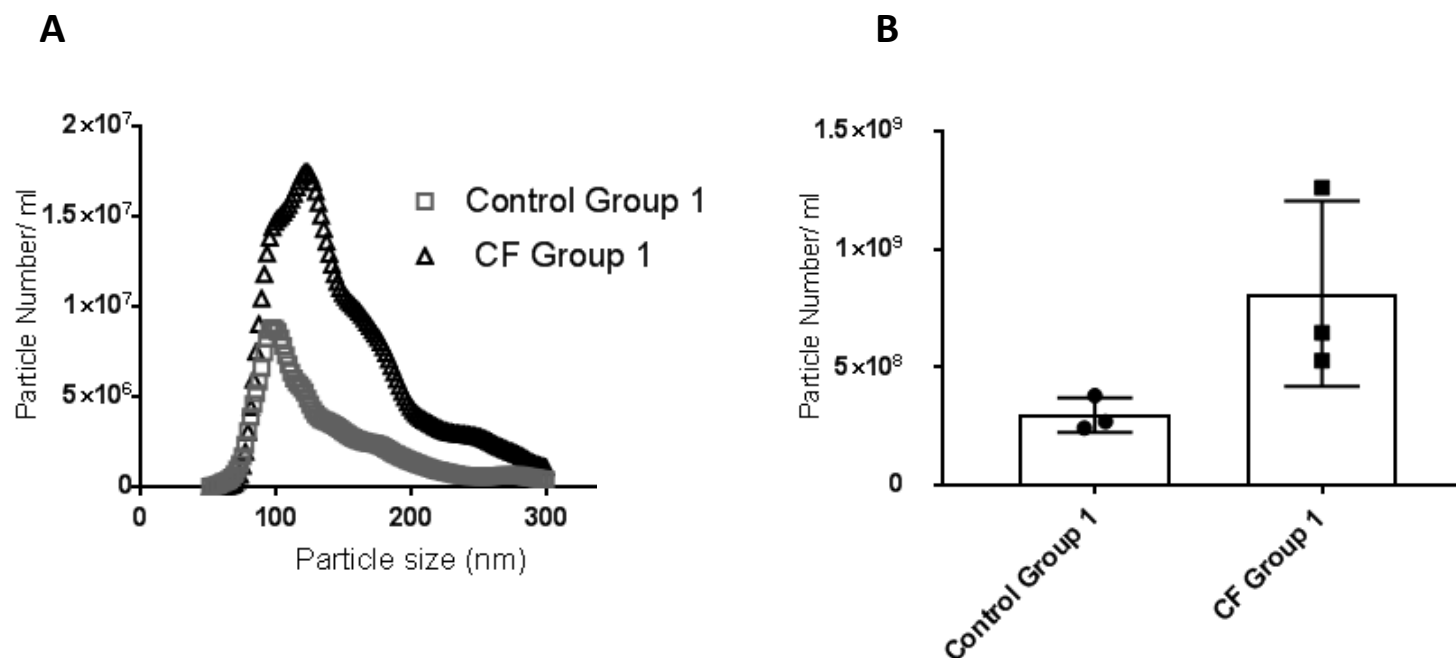 A
B
2×10⁷
1.5×10⁷
1×10⁷
5×10⁶
0
0
100
200
300
Particle Number/ ml
Particle size (nm)
Control Group 1
CF Group 1
1.5×10⁹
1×10⁹
5×10⁸
0
Particle Number/ ml
Control Group 1
CF Group 1